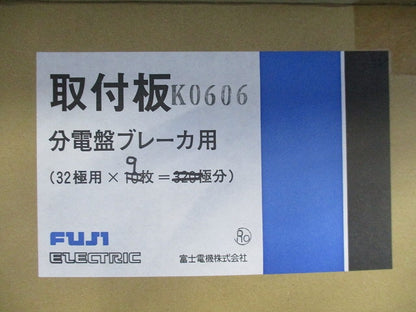 取付板K0606
分電盤ブレーカ用
9
(32極用×10枚=320極分)
FUJI
ELECTRIC
富士電機株式会社